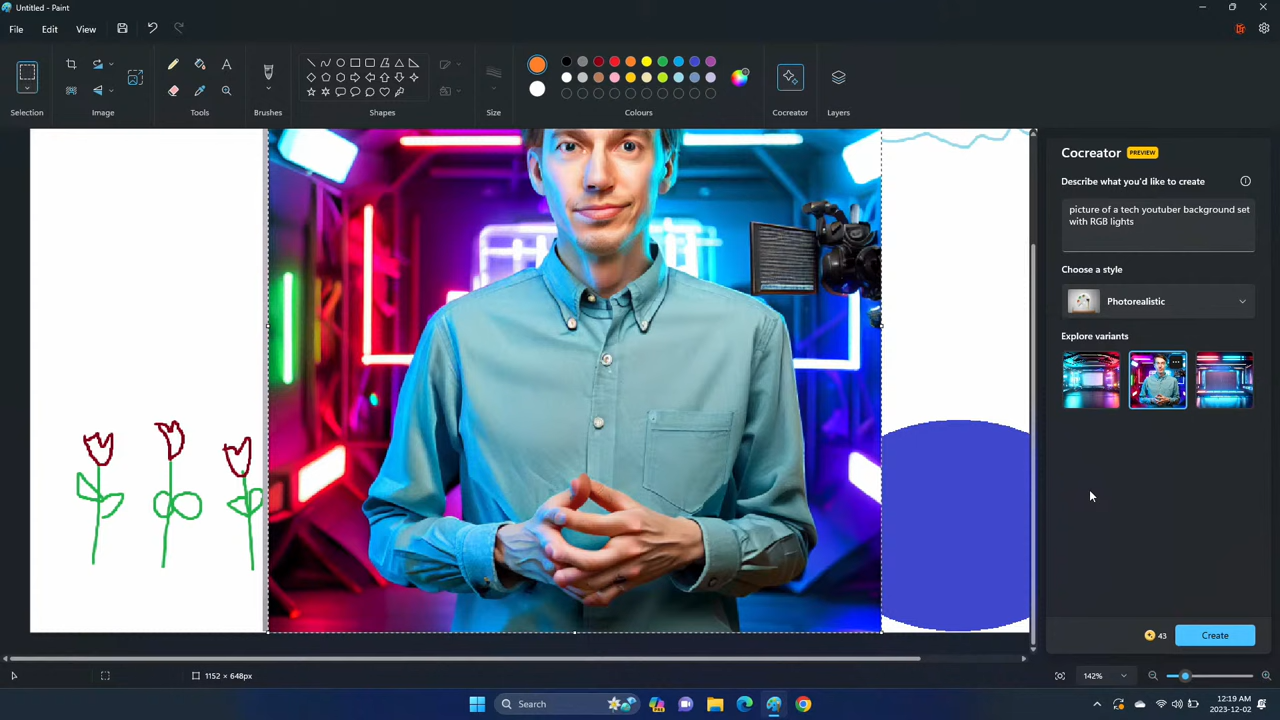 Untitled - Paint
File Edit View
Selection Image Tools Brushes Shapes Size Colours Cocreator Layers
Cocreator PREVIEW
Describe what you'd like to create
picture of a tech youtuber background set
with RGB lights
Choose a style
Photorealistic
Explore variants
43 Create
1152 × 648px
142%
Search
12:19 AM
2023-12-02